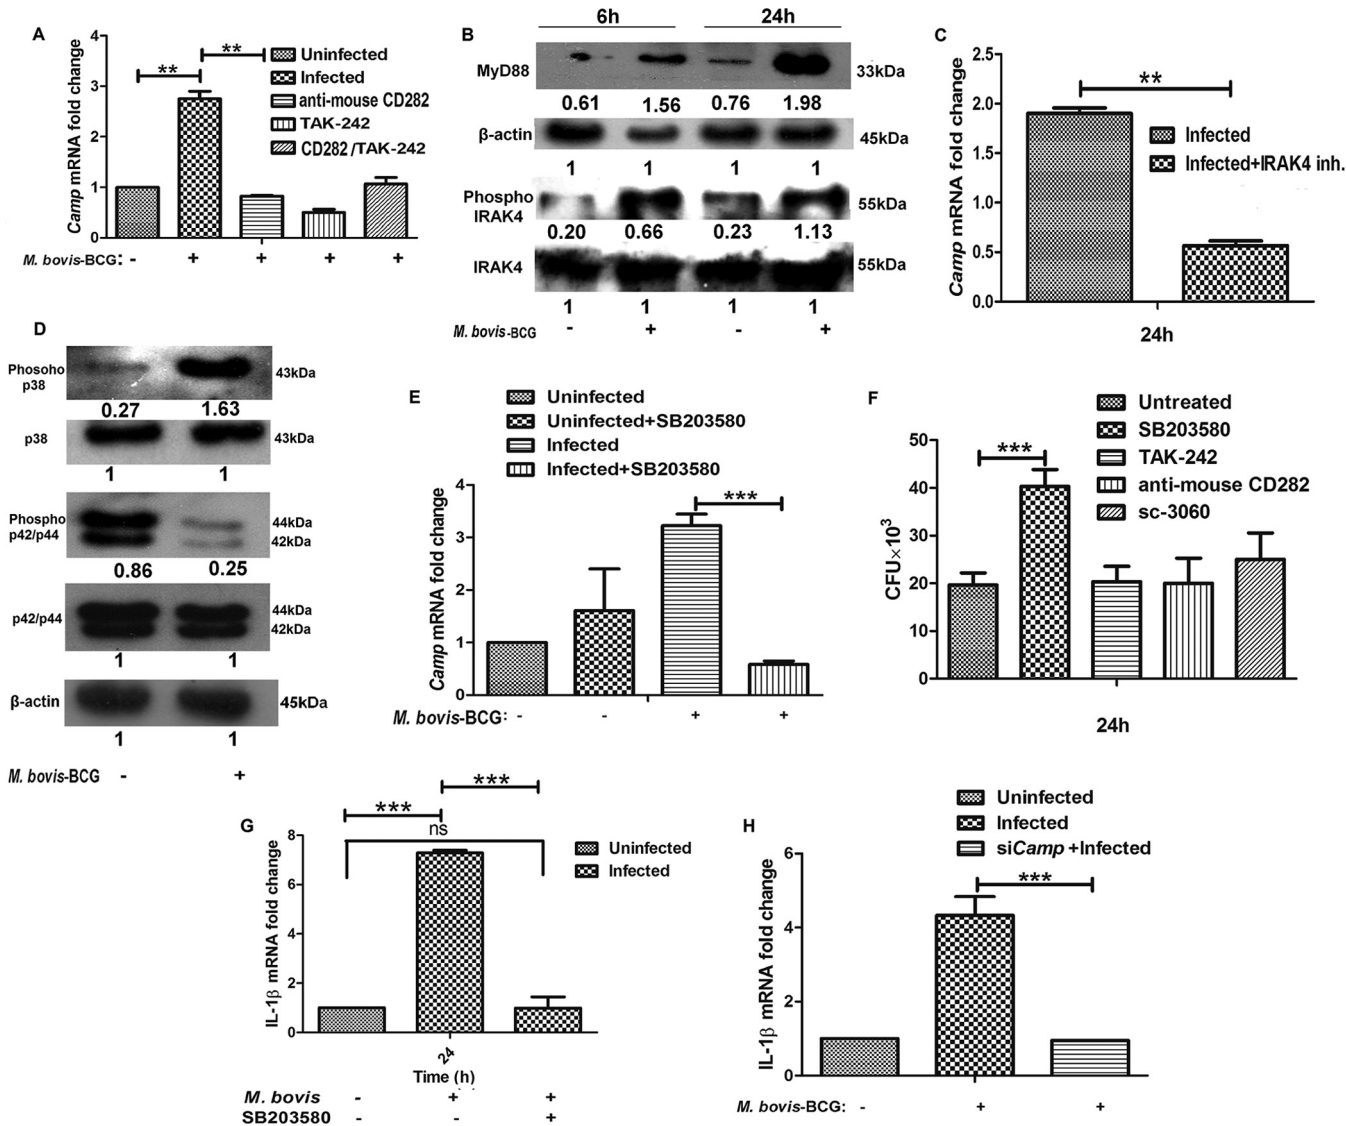 A
4
3
2
1
0
Camp mRNA fold change
**
**
Uninfected
Infected
anti-mouse CD282
TAK-242
CD282/TAK-242
M. bovis-BCG: - + + + +
B
6h 24h
MyD88 33kDa
0.61 1.56 0.76 1.98
β-actin 45kDa
1 1 1 1
Phospho
IRAK4 55kDa
0.20 0.66 0.23 1.13
IRAK4 55kDa
1 1 1 1
M. bovis-BCG - + - +
C
2.5
2.0
1.5
1.0
0.5
0.0
Camp mRNA fold change
**
Infected
Infected+IRAK4 inh.
24h
D
Phosoho
p38 43kDa
0.27 1.63
p38 43kDa
1 1
Phospho 44kDa
p42/p44 42kDa
0.86 0.25
p42/p44 44kDa
42kDa
1 1
β-actin 45kDa
1 1
M. bovis-BCG - +
E
Uninfected
Uninfected+SB203580
Infected
Infected+SB203580
4
3
2
1
0
Camp mRNA fold change
***
M. bovis-BCG: - - + +
F
Untreated
SB203580
TAK-242
anti-mouse CD282
sc-3060
50
40
30
20
10
0
CFU×10³
***
24h
G
***
***
ns
8
6
4
2
0
IL-1β mRNA fold change
Uninfected
Infected
24
Time (h)
M. bovis - + +
SB203580 - - +
H
Uninfected
Infected
siCamp +Infected
6
4
2
0
IL-1β mRNA fold change
***
M. bovis-BCG: - + +